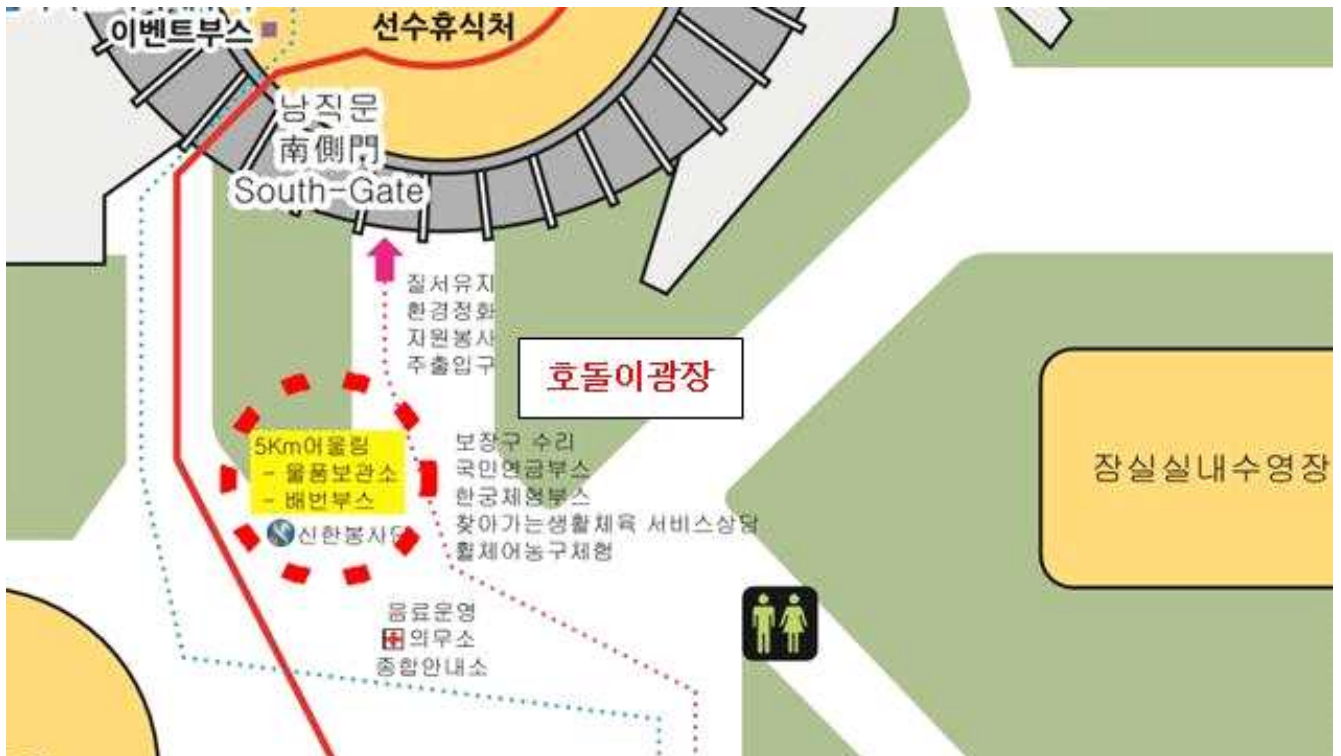 이벤트부스
선수휴식처
남직문
南側門
South-Gate
질서유지
환경정화
자원봉사
주출입구
호돌이광장
5Km어울림
- 물품보관소
- 배번부스
신한봉사단
보장구 수리
국민연금부스
한궁체험부스
찾아가는생활체육 서비스상담
휠체어농구체험
잠실실내수영장
음료운영
의무소
종합안내소